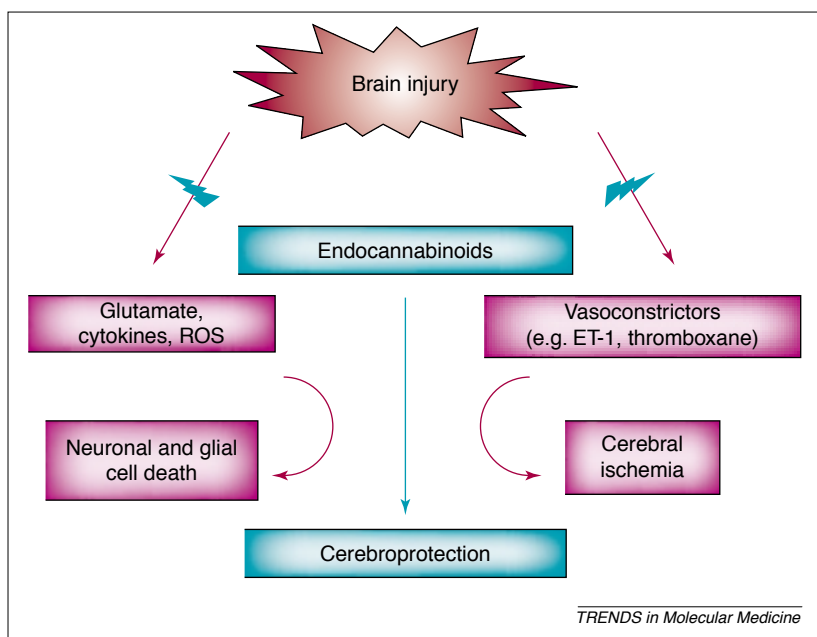 Brain injury
Endocannabinoids
Glutamate,
cytokines, ROS
Vasoconstrictors
(e.g. ET-1, thromboxane)
Neuronal and glial
cell death
Cerebral
ischemia
Cerebroprotection
TRENDS in Molecular Medicine